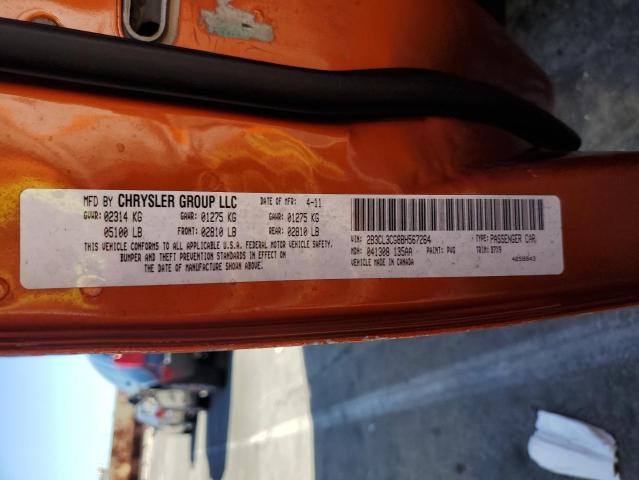 MFD BY CHRYSLER GROUP LLC DATE OF MFR: 4-11
GVWR: 02314 KG GAWR: 01275 KG GAWR: 01275 KG
05100 LB FRONT: 02810 LB REAR: 02810 LB
THIS VEHICLE CONFORMS TO ALL APPLICABLE U.S.A. FEDERAL MOTOR VEHICLE SAFETY,
BUMPER AND THEFT PREVENTION STANDARDS IN EFFECT ON
THE DATE OF MANUFACTURE SHOWN ABOVE.
VIN: 2B3CL3CG8BH567264 TYPE: PASSENGER CAR
MDH: 041308 135AA PAINT: PVG TRIM: D7X9
VEHICLE MADE IN CANADA